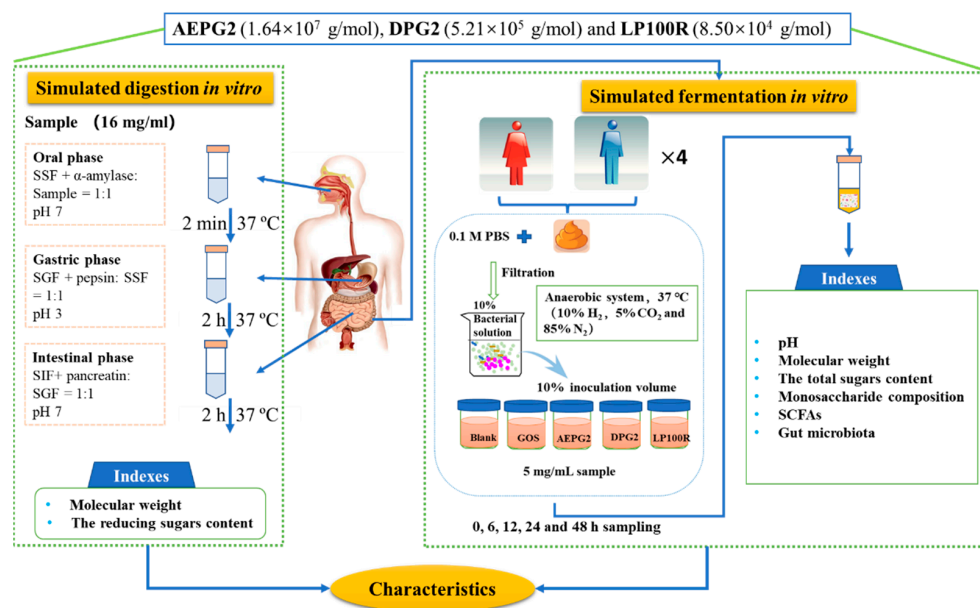 AEPG2 (1.64×10⁷ g/mol), DPG2 (5.21×10⁵ g/mol) and LP100R (8.50×10⁴ g/mol)
Simulated digestion in vitro
Sample (16 mg/ml)
Oral phase
SSF + α-amylase:
Sample = 1:1
pH 7
2 min 37 ºC
Gastric phase
SGF + pepsin: SSF
= 1:1
pH 3
2 h 37 ºC
Intestinal phase
SIF+ pancreatin:
SGF = 1:1
pH 7
2 h 37 ºC
Indexes
• Molecular weight
• The reducing sugars content
Simulated fermentation in vitro
×4
0.1 M PBS
Filtration
10%
Bacterial
solution
Anaerobic system, 37 ℃
(10% H₂, 5% CO₂ and
85% N₂)
10% inoculation volume
Blank
GOS
AEPG2
DPG2
LP100R
5 mg/mL sample
0, 6, 12, 24 and 48 h sampling
Indexes
• pH
• Molecular weight
• The total sugars content
• Monosaccharide composition
• SCFAs
• Gut microbiota
Characteristics